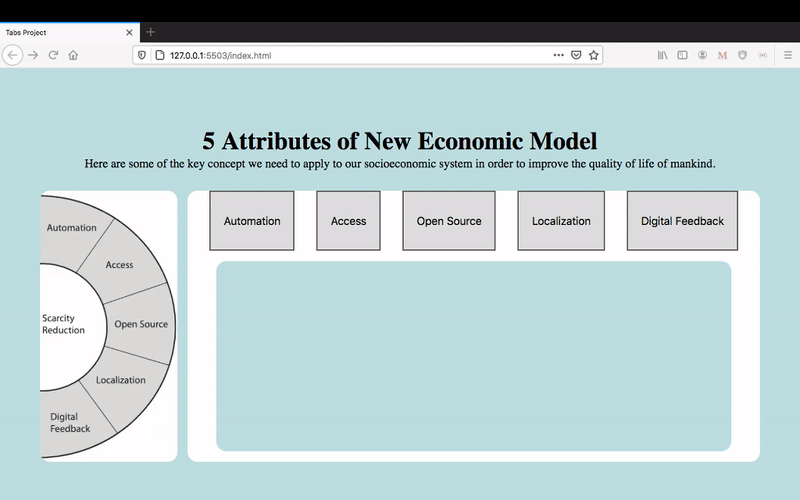 Tabs Project
127.0.0.1:5503/index.html
5 Attributes of New Economic Model
Here are some of the key concept we need to apply to our socioeconomic system in order to improve the quality of life of mankind.
Automation
Access
Open Source
Localization
Digital
Feedback
Scarcity
Reduction
Automation
Access
Open Source
Localization
Digital Feedback
M